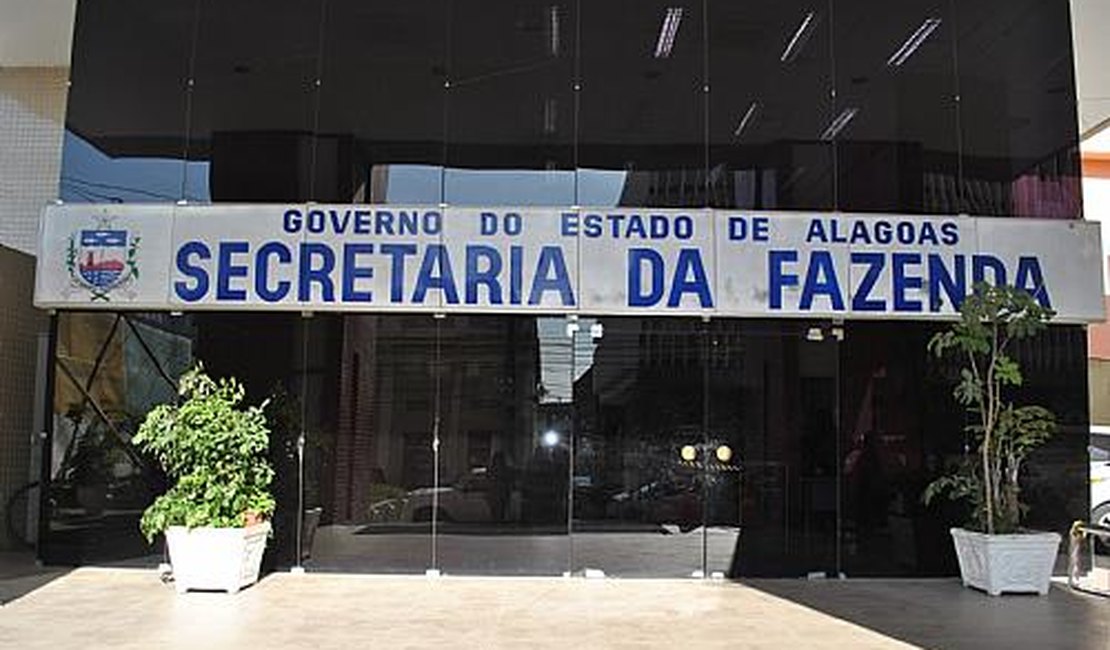 GOVERNO DO ESTADO DE ALAGOAS
SECRETARIA DA FAZENDA